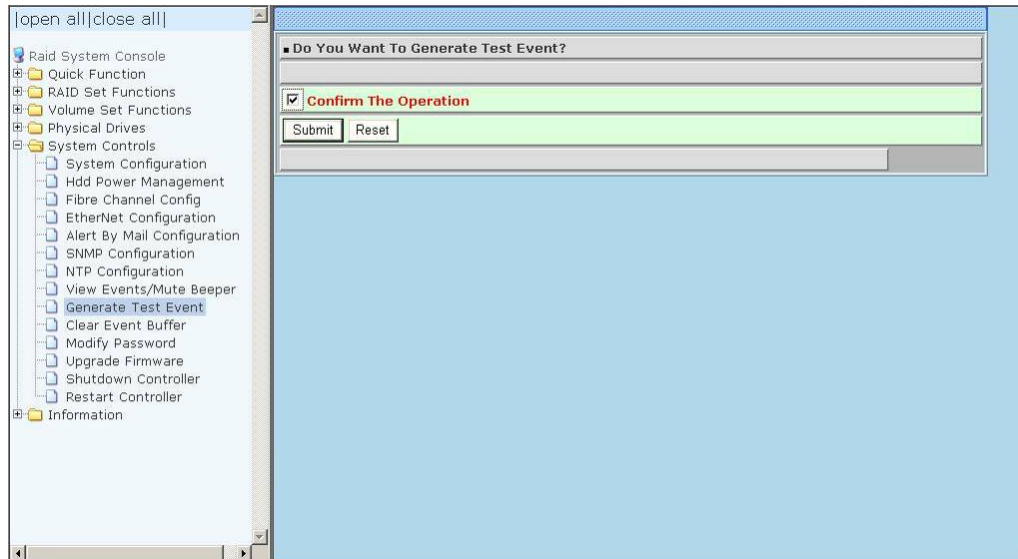 |open all|close all|
Raid System Console
Quick Function
RAID Set Functions
Volume Set Functions
Physical Drives
System Controls
System Configuration
Hdd Power Management
Fibre Channel Config
EtherNet Configuration
Alert By Mail Configuration
SNMP Configuration
NTP Configuration
View Events/Mute Beeper
Generate Test Event
Clear Event Buffer
Modify Password
Upgrade Firmware
Shutdown Controller
Restart Controller
Information
Do You Want To Generate Test Event?
Confirm The Operation
Submit Reset